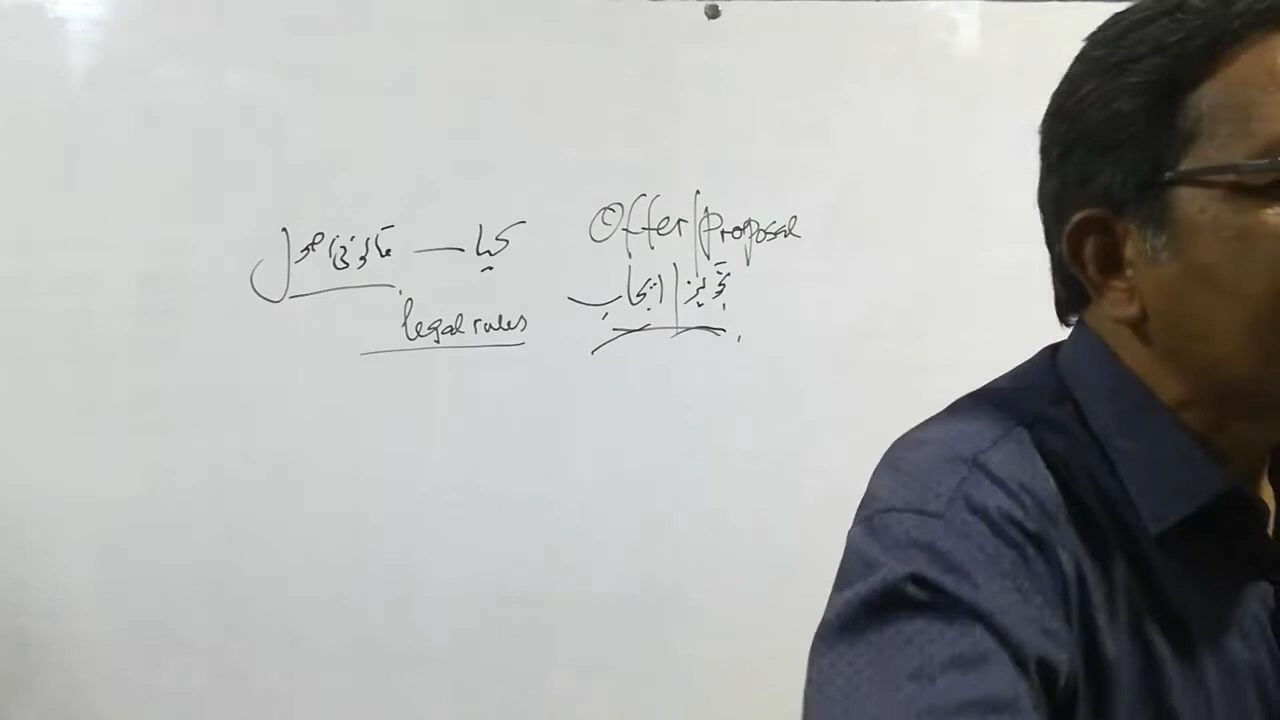 Offer/proposal
تجویز / ایجاب
کیا — قانونی اصول
legal rules